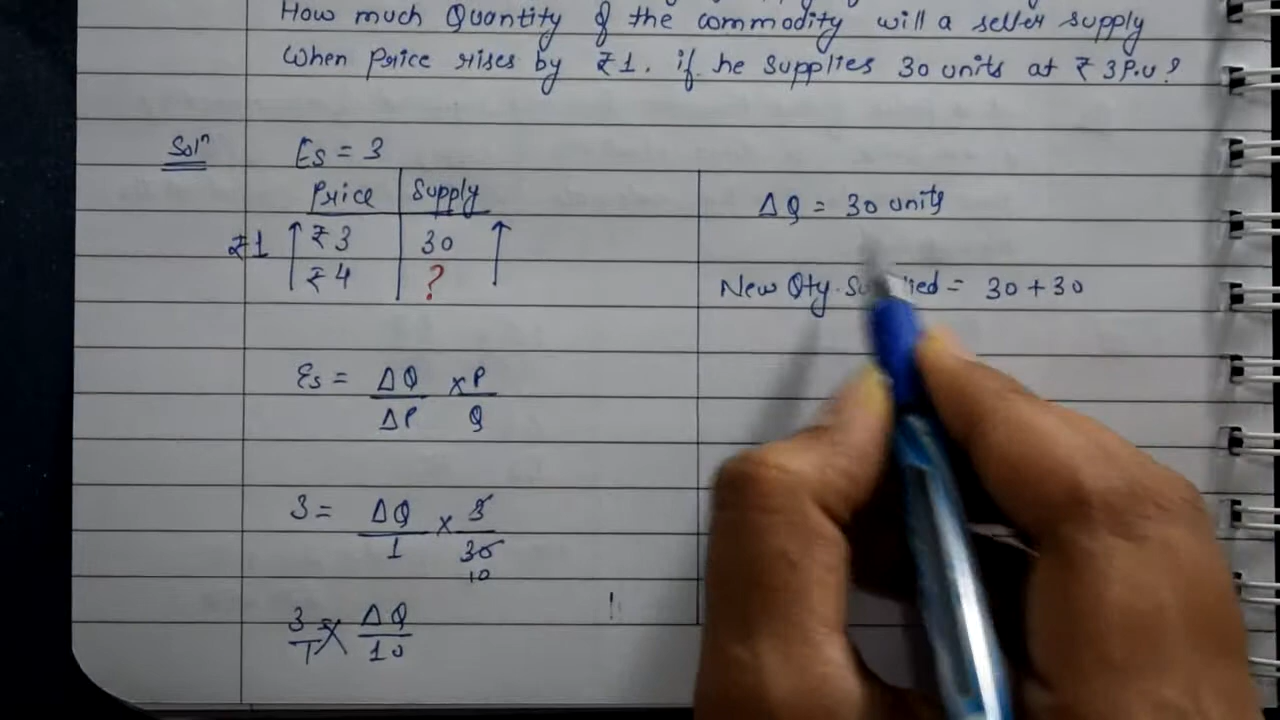 How much Quantity of the commodity will a seller supply
When price rises by ₹1. if he supplies 30 units at ₹ 3 P.U?
Solⁿ
Es = 3
Price Supply
₹1 ₹3 30
₹4 ?
Es = ΔQ/ΔP × P/Q
3 = ΔQ/1 × 3/30
10
3/1 = ΔQ/10
ΔQ = 30 units
New Qty. = 30 + 30